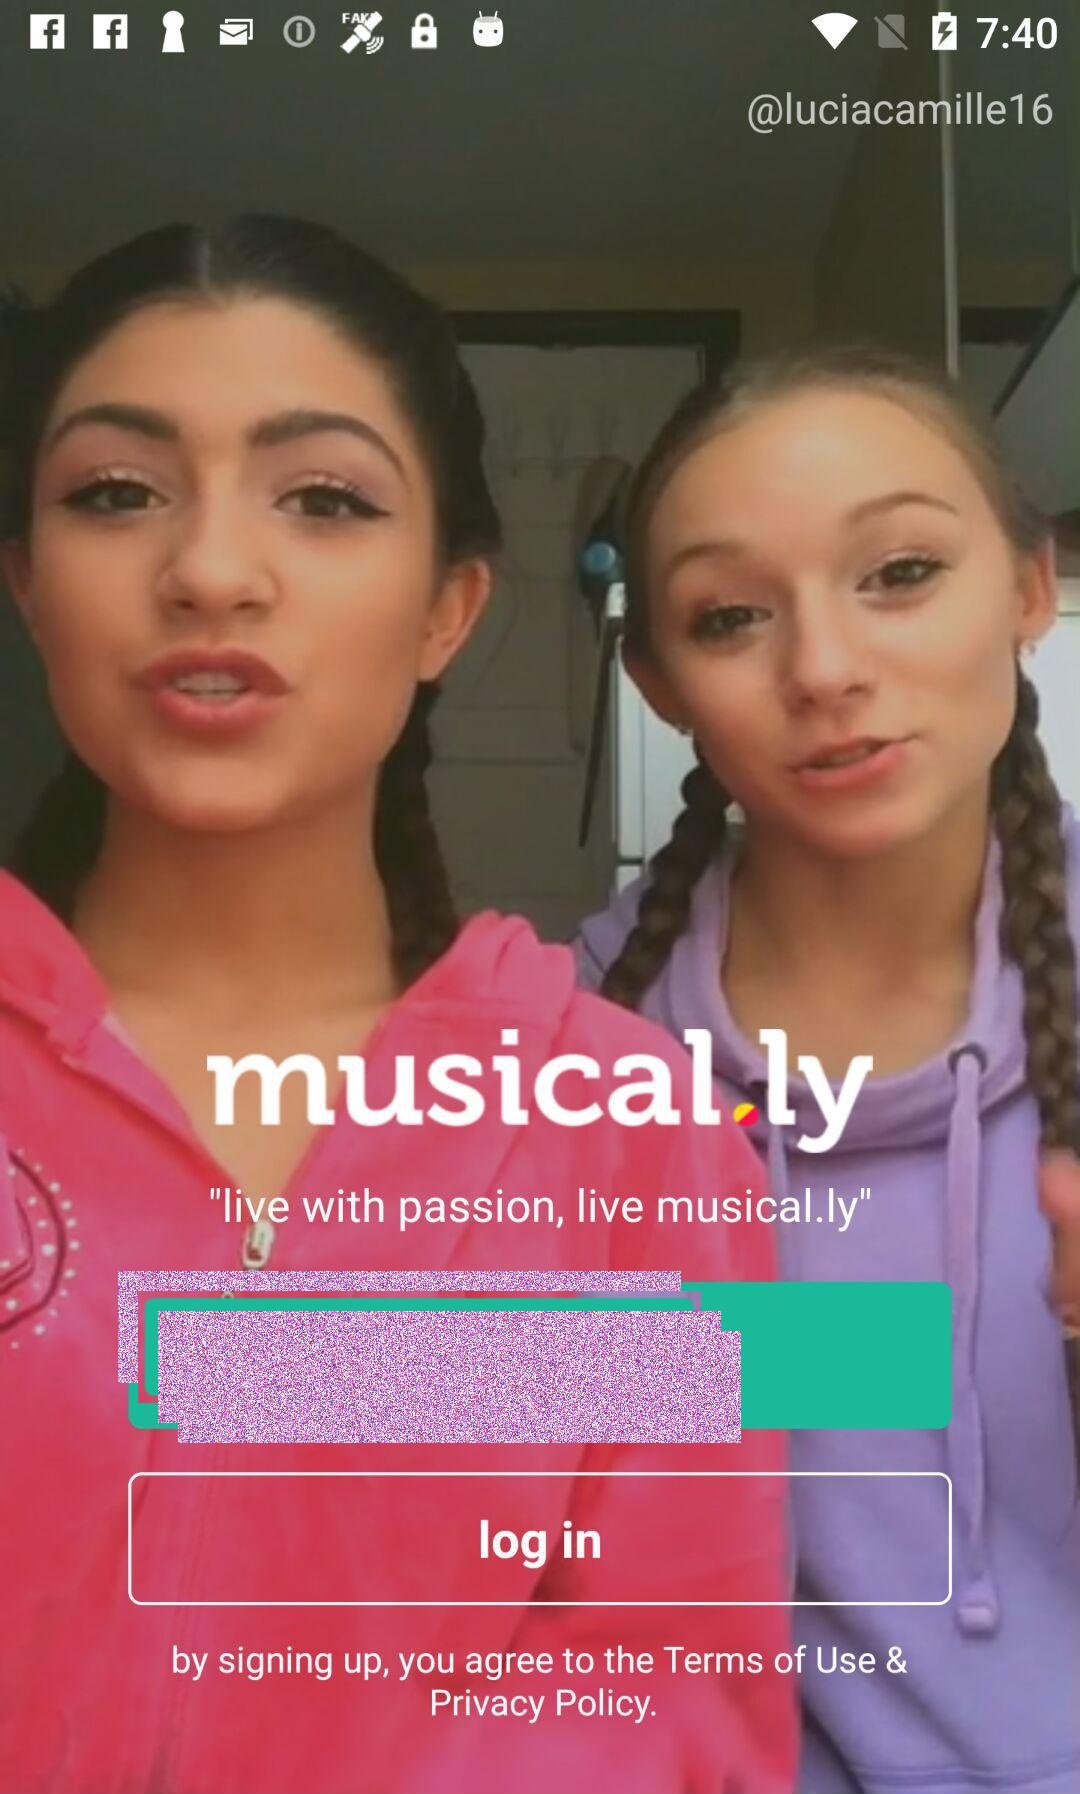 FAKE
7:40
@luciacamille16
musical.ly
"live with passion, live musical.ly"
log in
by signing up, you agree to the Terms of Use &
Privacy Policy.